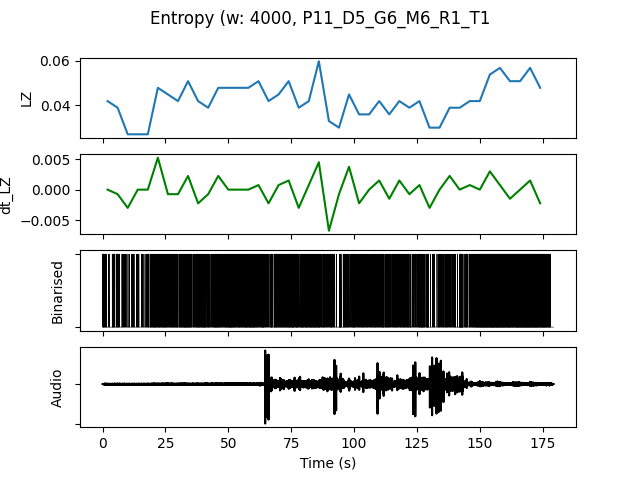 Entropy (w: 4000, P11_D5_G6_M6_R1_T1
0.06
0.04
LZ
0.005
0.000
−0.005
dt_LZ
Binarised
Audio
0 25 50 75 100 125 150 175
Time (s)